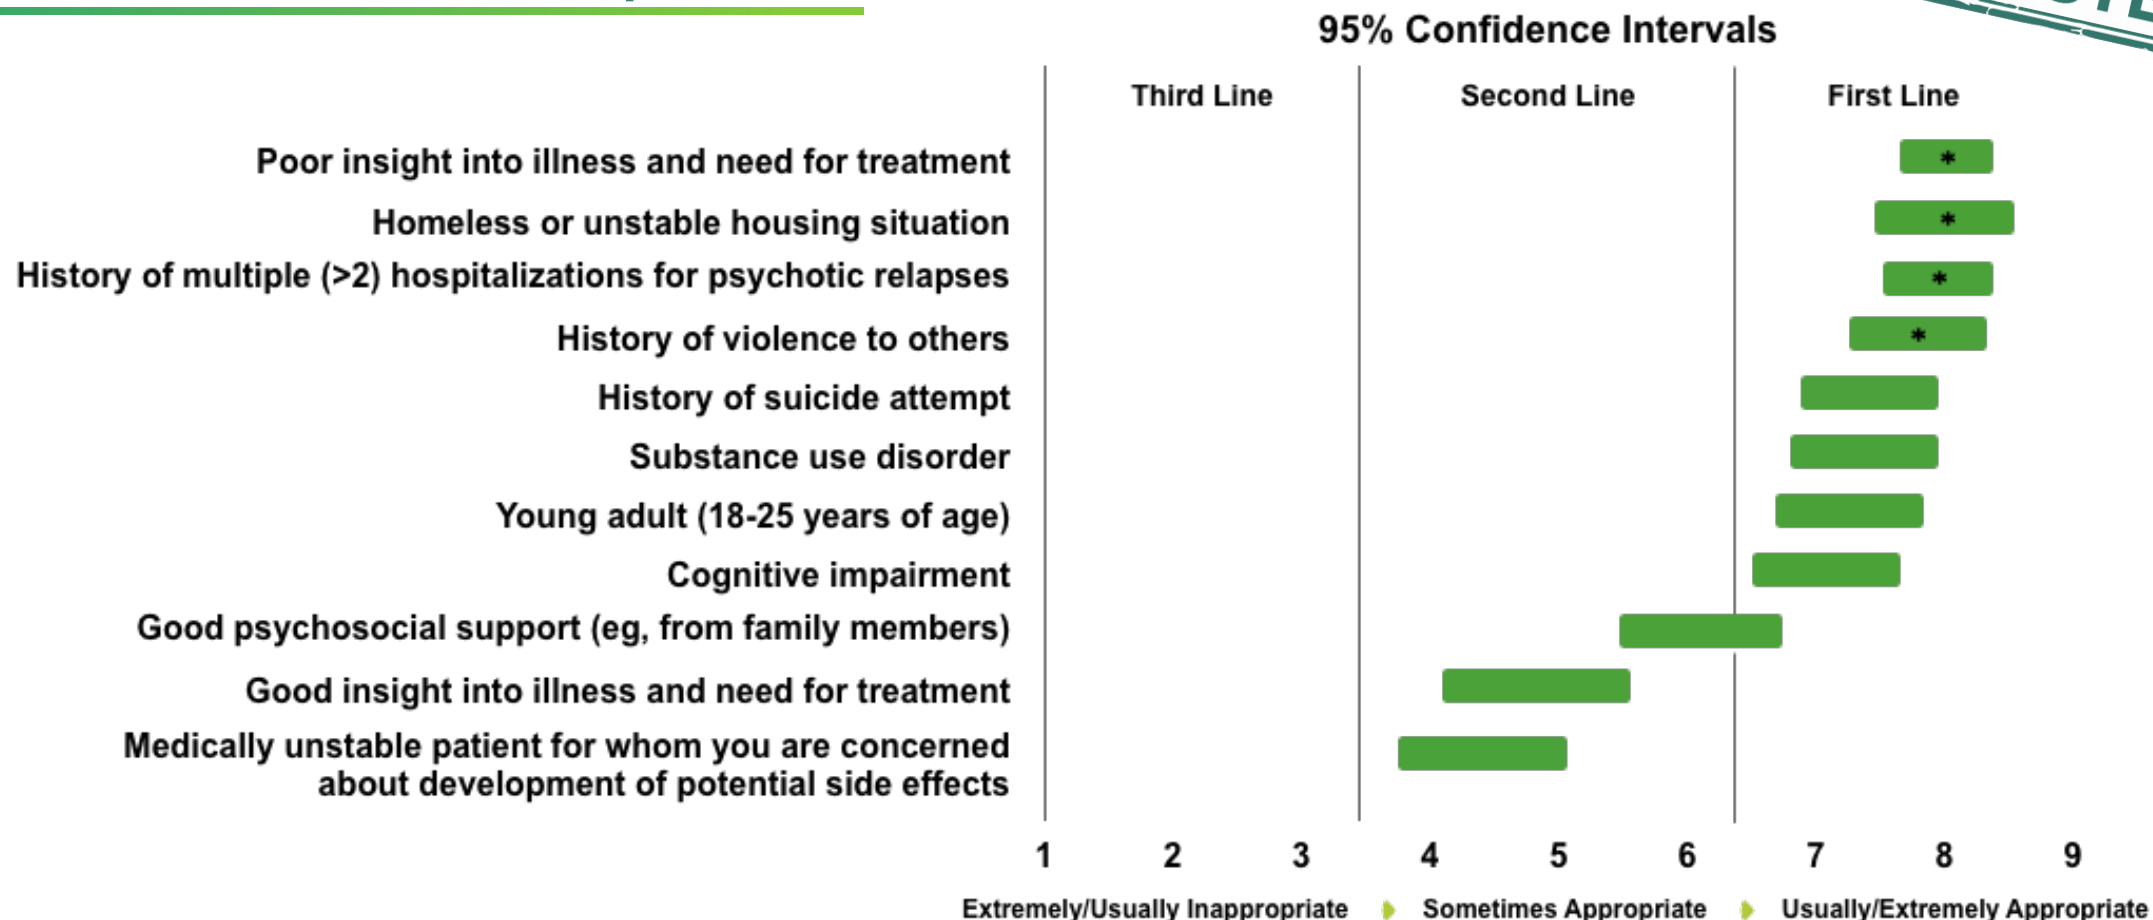 95% Confidence Intervals
Third Line
Second Line
First Line
Poor insight into illness and need for treatment
*
Homeless or unstable housing situation
*
History of multiple (>2) hospitalizations for psychotic relapses
*
History of violence to others
*
History of suicide attempt
Substance use disorder
Young adult (18-25 years of age)
Cognitive impairment
Good psychosocial support (eg, from family members)
Good insight into illness and need for treatment
Medically unstable patient for whom you are concerned
about development of potential side effects
1 2 3 4 5 6 7 8 9
Extremely/Usually Inappropriate Sometimes Appropriate Usually/Extremely Appropriate